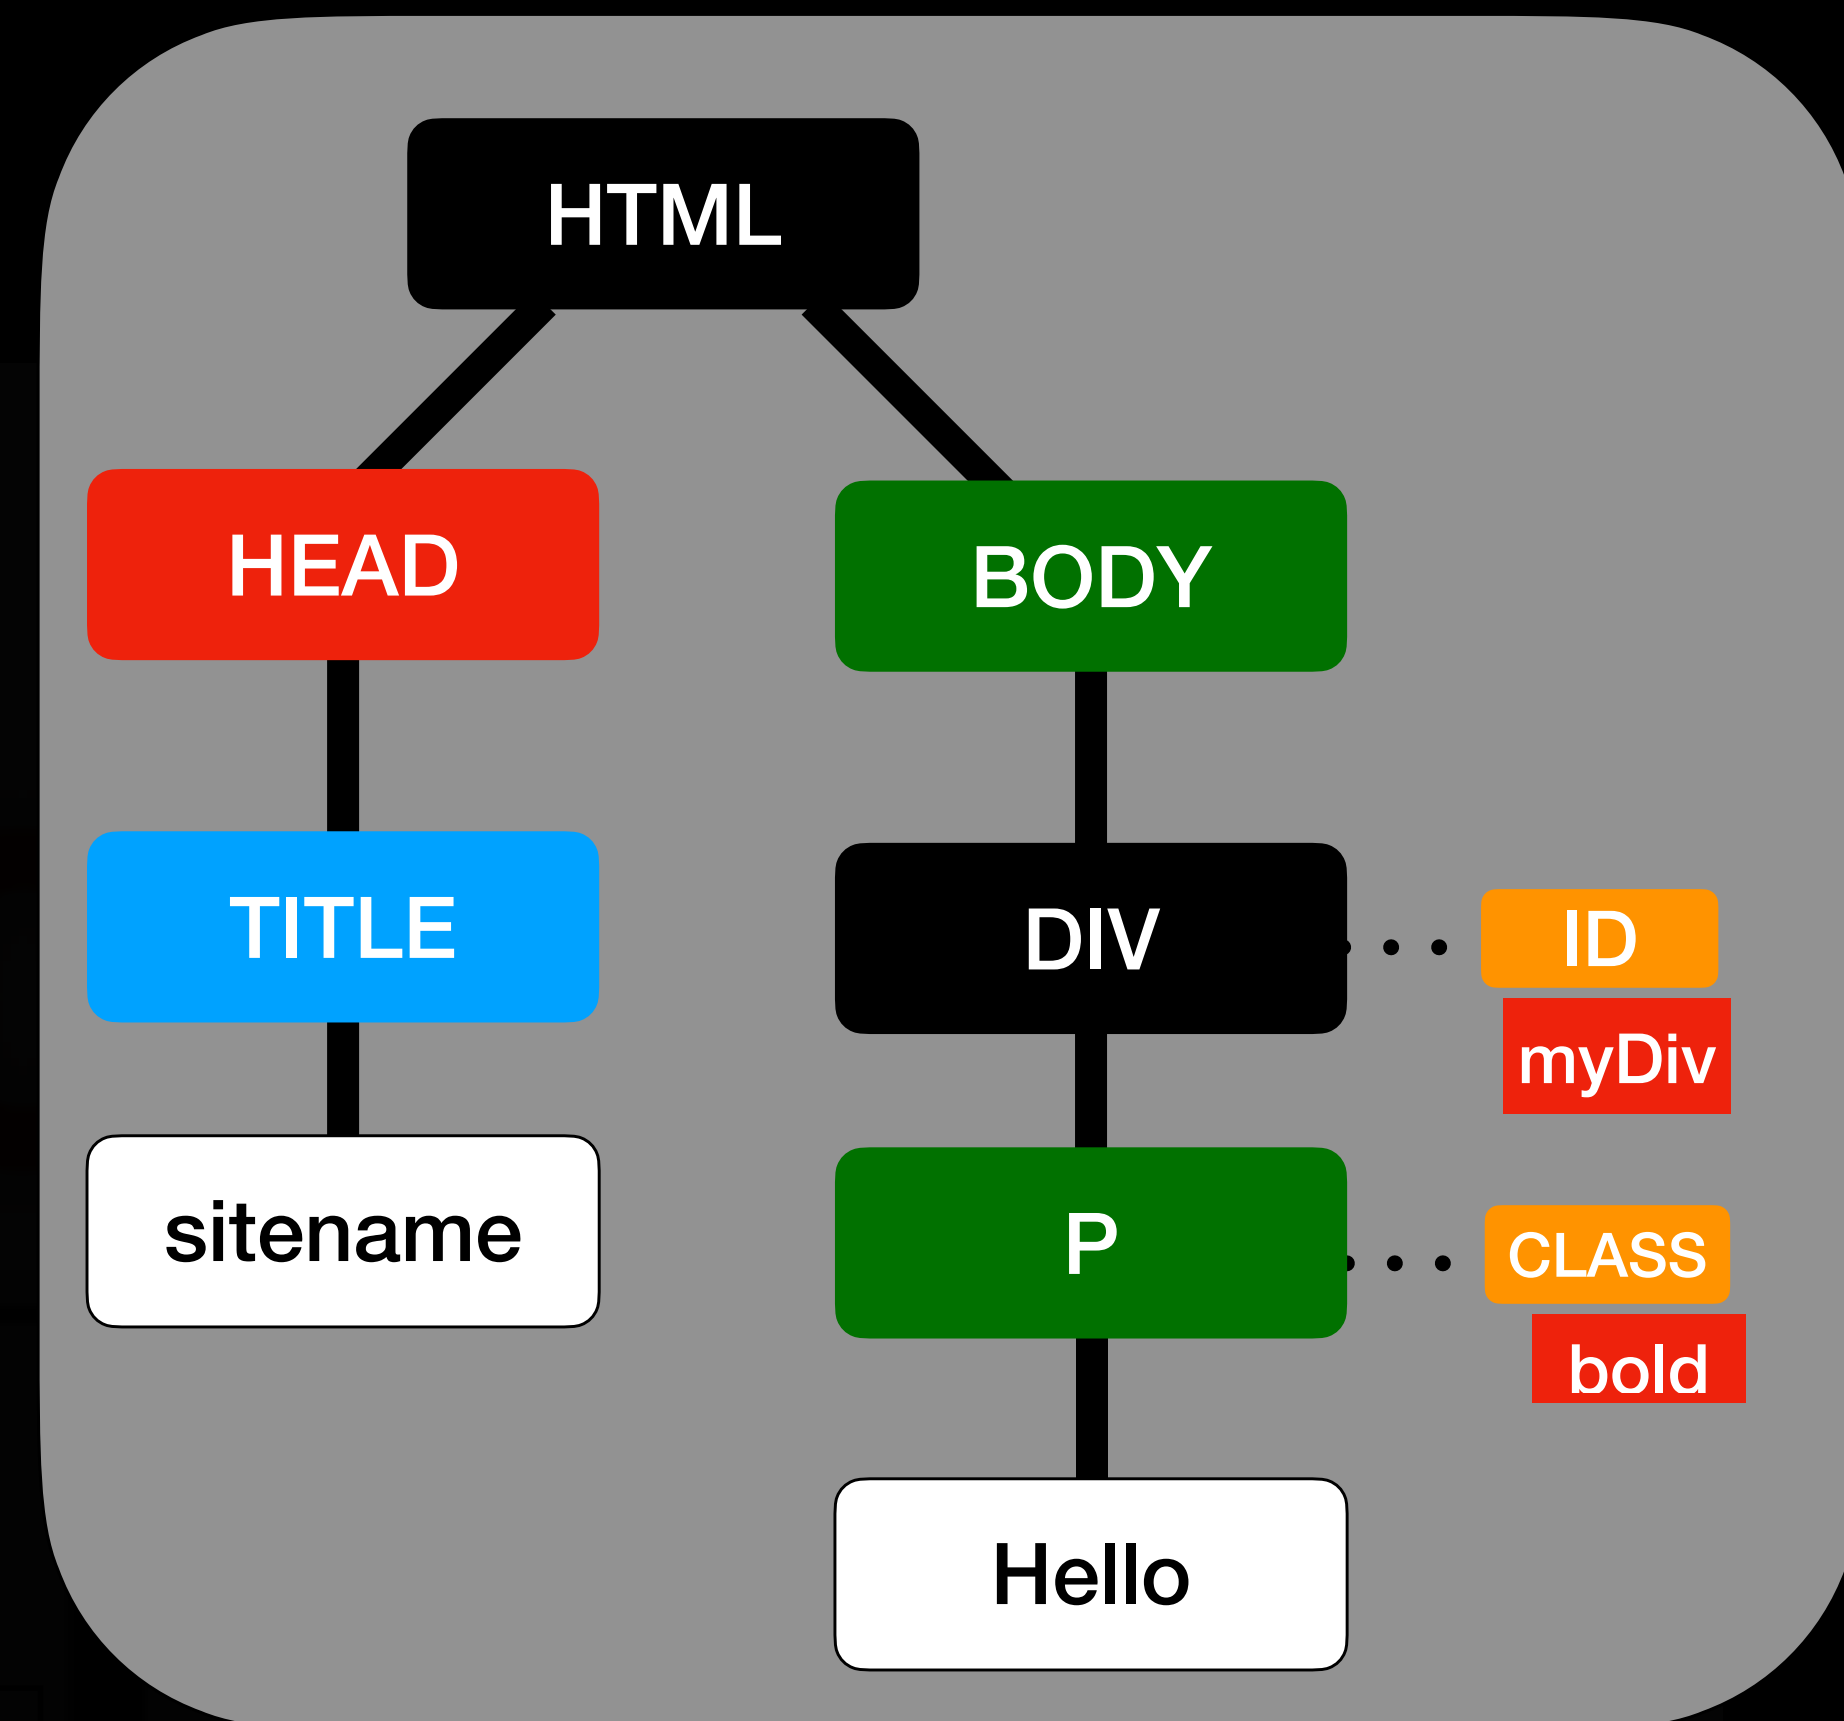 HTML
HEAD
BODY
TITLE
DIV
ID
myDiv
sitename
P
CLASS
bold
Hello